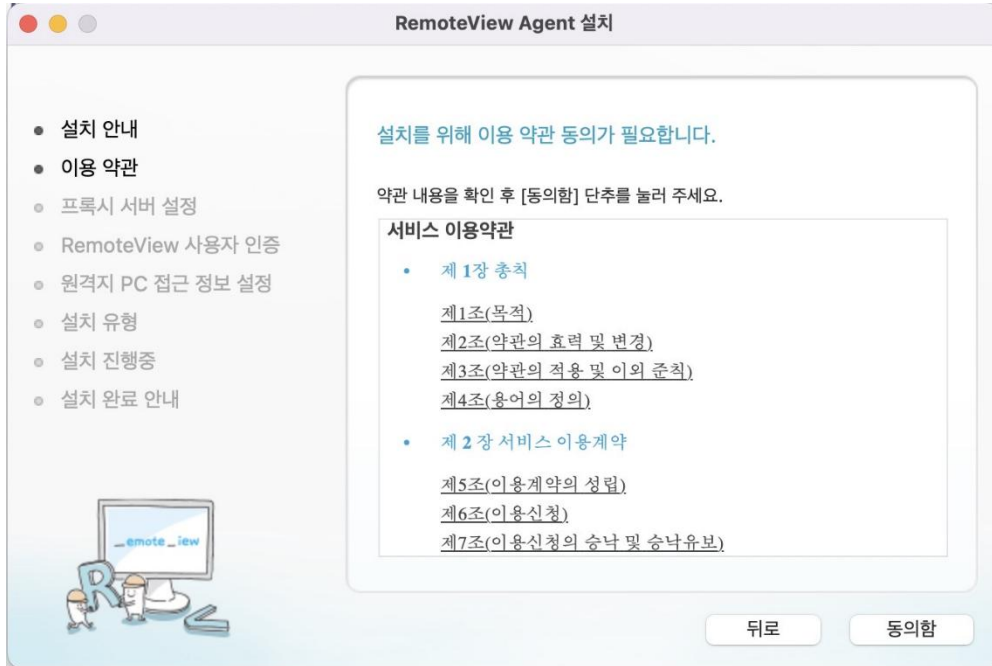 RemoteView Agent 설치
설치 안내
이용 약관
프록시 서버 설정
RemoteView 사용자 인증
원격지 PC 접근 정보 설정
설치 유형
설치 진행중
설치 완료 안내
_emote_iew
R
V
설치를 위해 이용 약관 동의가 필요합니다.
약관 내용을 확인 후 [동의함] 단추를 눌러 주세요.
서비스 이용약관
제 1장 총칙
제1조(목적)
제2조(약관의 효력 및 변경)
제3조(약관의 적용 및 이외 준칙)
제4조(용어의 정의)
제 2 장 서비스 이용계약
제5조(이용계약의 성립)
제6조(이용신청)
제7조(이용신청의 승낙 및 승낙유보)
뒤로
동의함